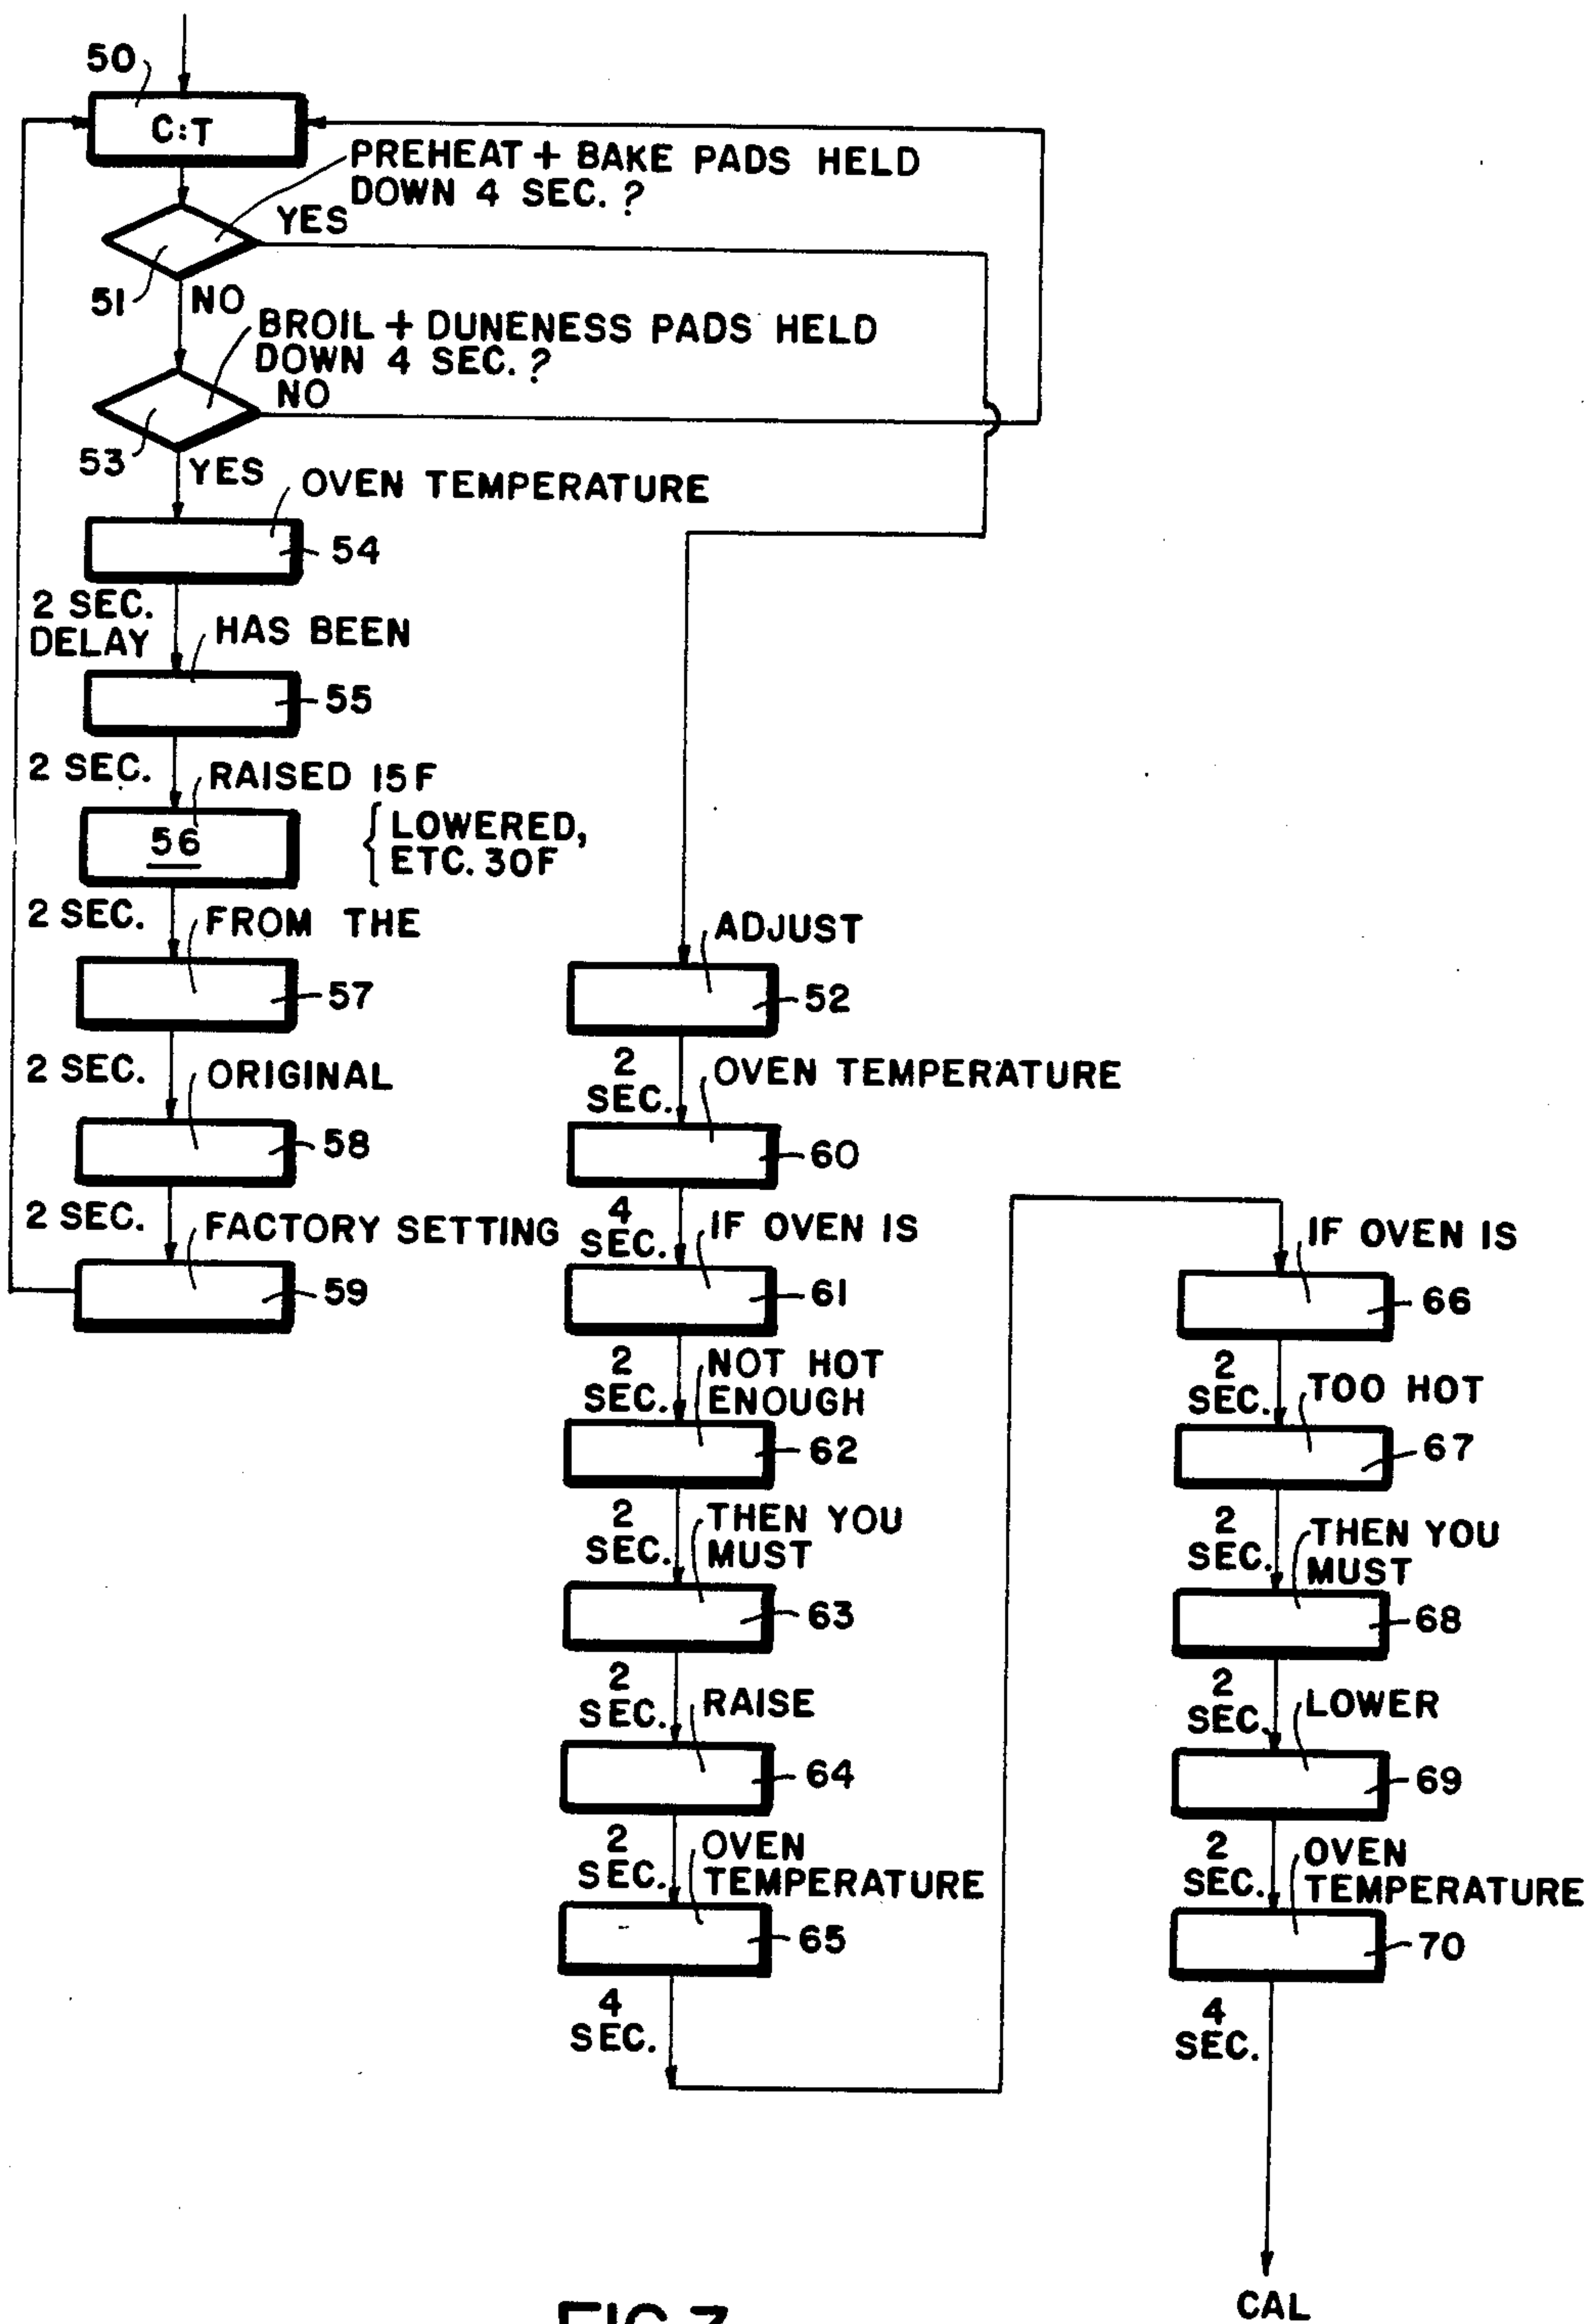 50
C:T
PREHEAT + BAKE PADS HELD
DOWN 4 SEC. ?
YES
51
NO
BROIL + DUNENESS PADS HELD
DOWN 4 SEC. ?
NO
53
YES
OVEN TEMPERATURE
54
2 SEC.
DELAY
HAS BEEN
55
2 SEC.
RAISED 15F
56
{ LOWERED,
ETC. 30F
2 SEC.
FROM THE
57
2 SEC.
ORIGINAL
58
2 SEC.
FACTORY SETTING
59
ADJUST
52
2
SEC.
OVEN TEMPERATURE
60
4
SEC.
IF OVEN IS
61
2
SEC.
NOT HOT
ENOUGH
62
2
SEC.
THEN YOU
MUST
63
2
SEC.
RAISE
64
2
SEC.
OVEN
TEMPERATURE
65
4
SEC.
IF OVEN IS
66
2
SEC.
TOO HOT
67
2
SEC.
THEN YOU
MUST
68
2
SEC.
LOWER
69
2
SEC.
OVEN
TEMPERATURE
70
4
SEC.
CAL